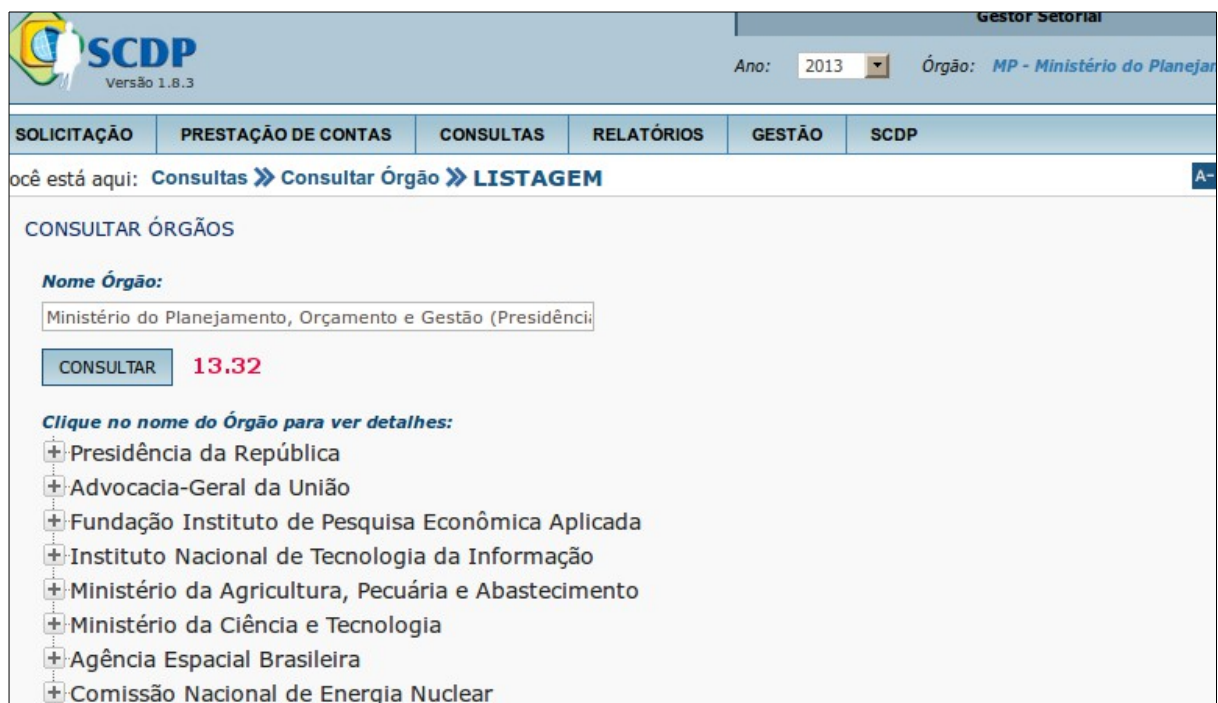 Gestor Setorial
SCDP
Versão 1.8.3
Ano: 2013 Órgão: MP - Ministério do Planejar
SOLICITAÇÃO PRESTAÇÃO DE CONTAS CONSULTAS RELATÓRIOS GESTÃO SCDP
ocê está aqui: Consultas Consultar Órgão LISTAGEM A-
CONSULTAR ÓRGÃOS
Nome Órgão:
Ministério do Planejamento, Orçamento e Gestão (Presidência
CONSULTAR 13.32
Clique no nome do Órgão para ver detalhes:
Presidência da República
Advocacia-Geral da União
Fundação Instituto de Pesquisa Econômica Aplicada
Instituto Nacional de Tecnologia da Informação
Ministério da Agricultura, Pecuária e Abastecimento
Ministério da Ciência e Tecnologia
Agência Espacial Brasileira
Comissão Nacional de Energia Nuclear